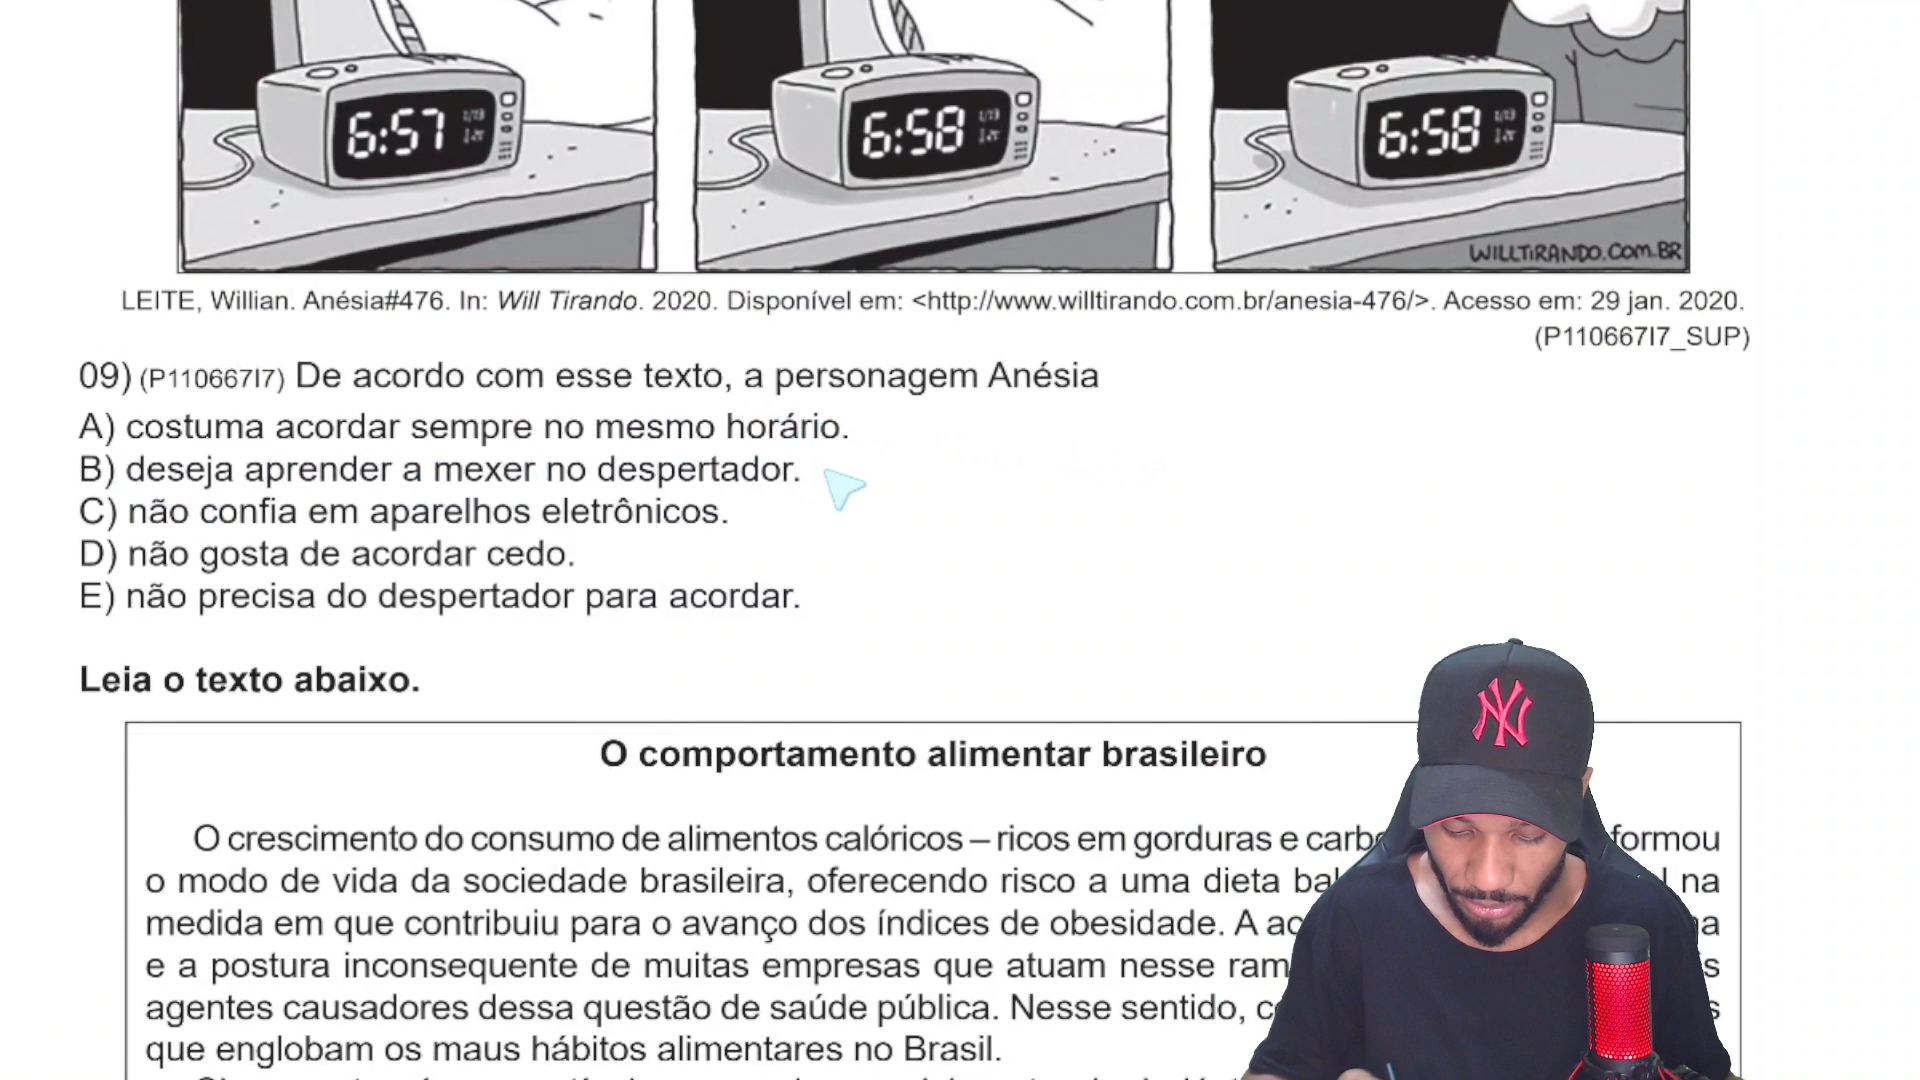 6:57
6:58
6:58
WILLTIRANDO.COM.BR
LEITE, Willian. Anésia#476. In: Will Tirando. 2020. Disponível em: <http://www.willtirando.com.br/anesia-476/>. Acesso em: 29 jan. 2020.
(P110667I7_SUP)
09) (P110667I7) De acordo com esse texto, a personagem Anésia
A) costuma acordar sempre no mesmo horário.
B) deseja aprender a mexer no despertador.
C) não confia em aparelhos eletrônicos.
D) não gosta de acordar cedo.
E) não precisa do despertador para acordar.
Leia o texto abaixo.
O comportamento alimentar brasileiro
O crescimento do consumo de alimentos calóricos – ricos em gorduras e
o modo de vida da sociedade brasileira, oferecendo risco a uma dieta na
medida em que contribuiu para o avanço dos índices de obesidade. A
e a postura inconsequente de muitas empresas que atuam nesse
agentes causadores dessa questão de saúde pública. Nesse sentido,
que englobam os maus hábitos alimentares no Brasil.
NY